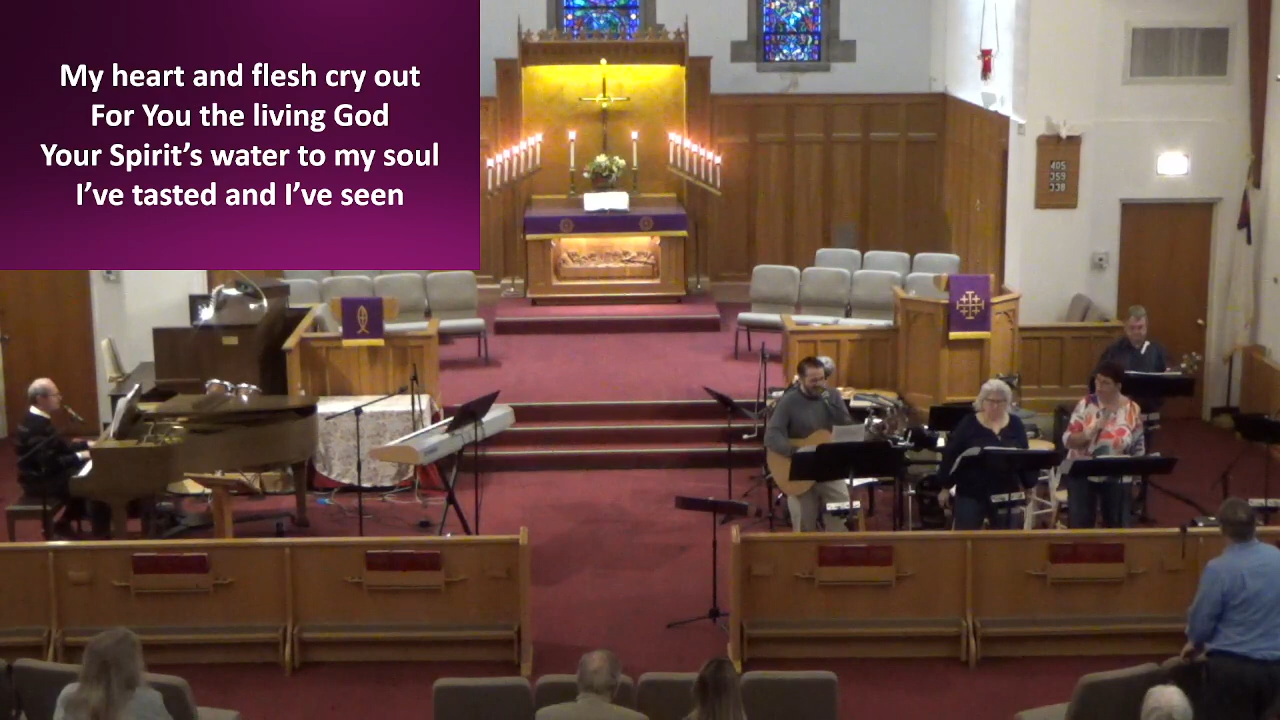 My heart and flesh cry out
For You the living God
Your Spirit's water to my soul
I've tasted and I've seen
405
359
338